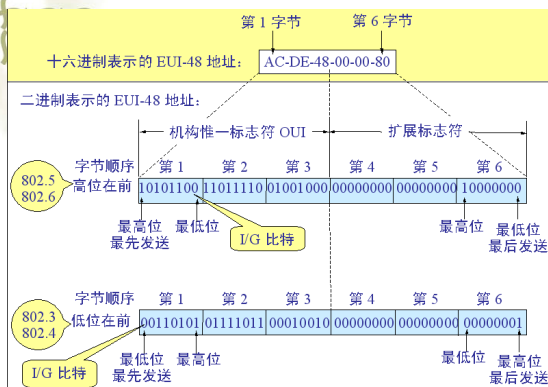 第 1 字节 第 6 字节
十六进制表示的 EUI-48 地址： AC-DE-48-00-00-80
二进制表示的 EUI-48 地址：
机构惟一标志符 OUI 扩展标志符
字节顺序 第 1 第 2 第 3 第 4 第 5 第 6
802.5
802.6
高位在前 10101100 11011110 01001000 00000000 00000000 10000000
最高位 最低位 最高位 最低位
最先发送 最后发送
I/G 比特
字节顺序 第 1 第 2 第 3 第 4 第 5 第 6
802.3
802.4
低位在前 00110101 01111011 00010010 00000000 00000000 00000001
最低位 最高位 最低位 最高位
最先发送 最后发送
I/G 比特